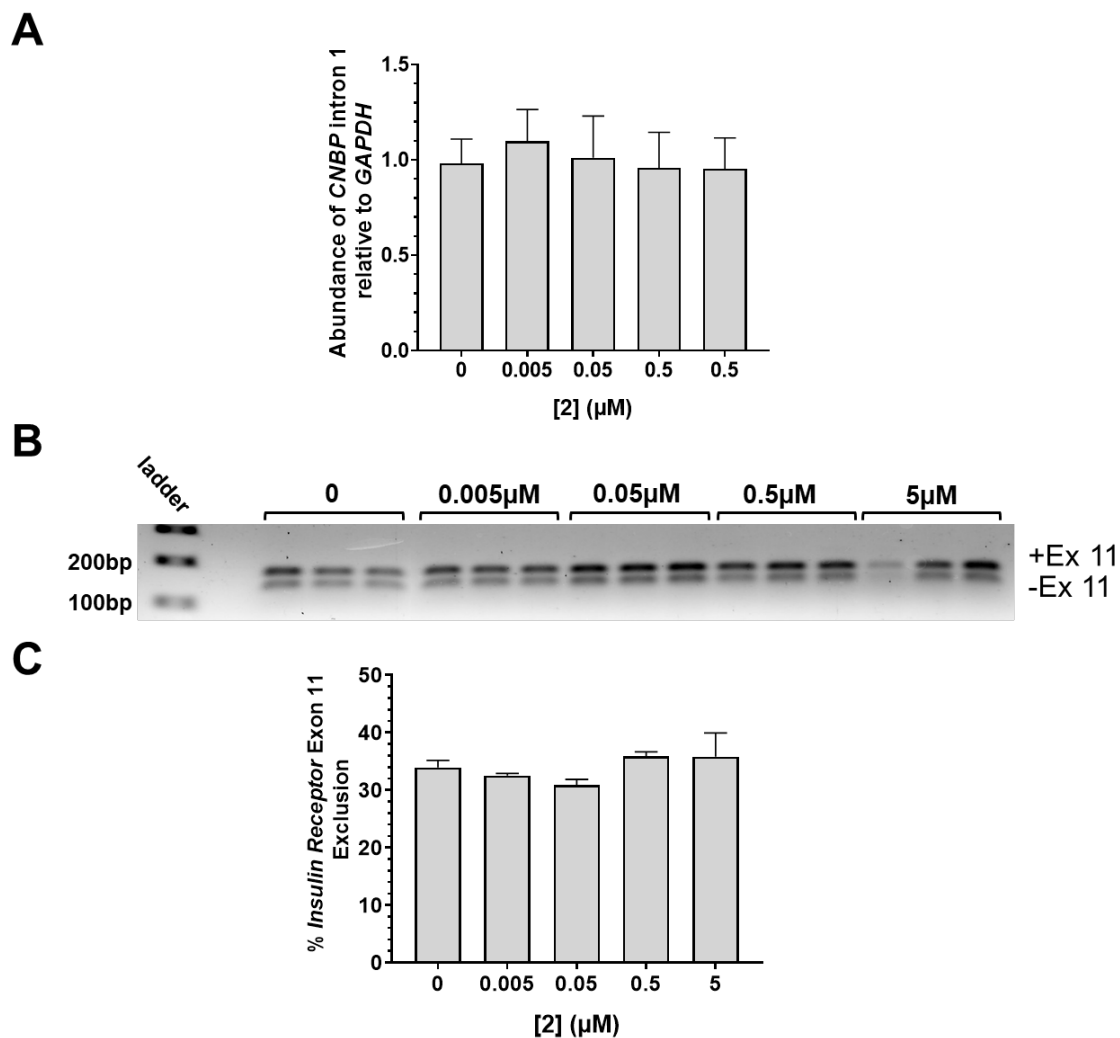 A
Abundance of CNBP intron 1
relative to GAPDH
1.5
1.0
0.5
0.0
0 0.005 0.05 0.5 0.5
[2] (µM)
B
ladder
0 0.005µM 0.05µM 0.5µM 5µM
200bp
100bp
+Ex 11
-Ex 11
C
% Insulin Receptor Exon 11
Exclusion
50
40
30
20
10
0
0 0.005 0.05 0.5 5
[2] (µM)